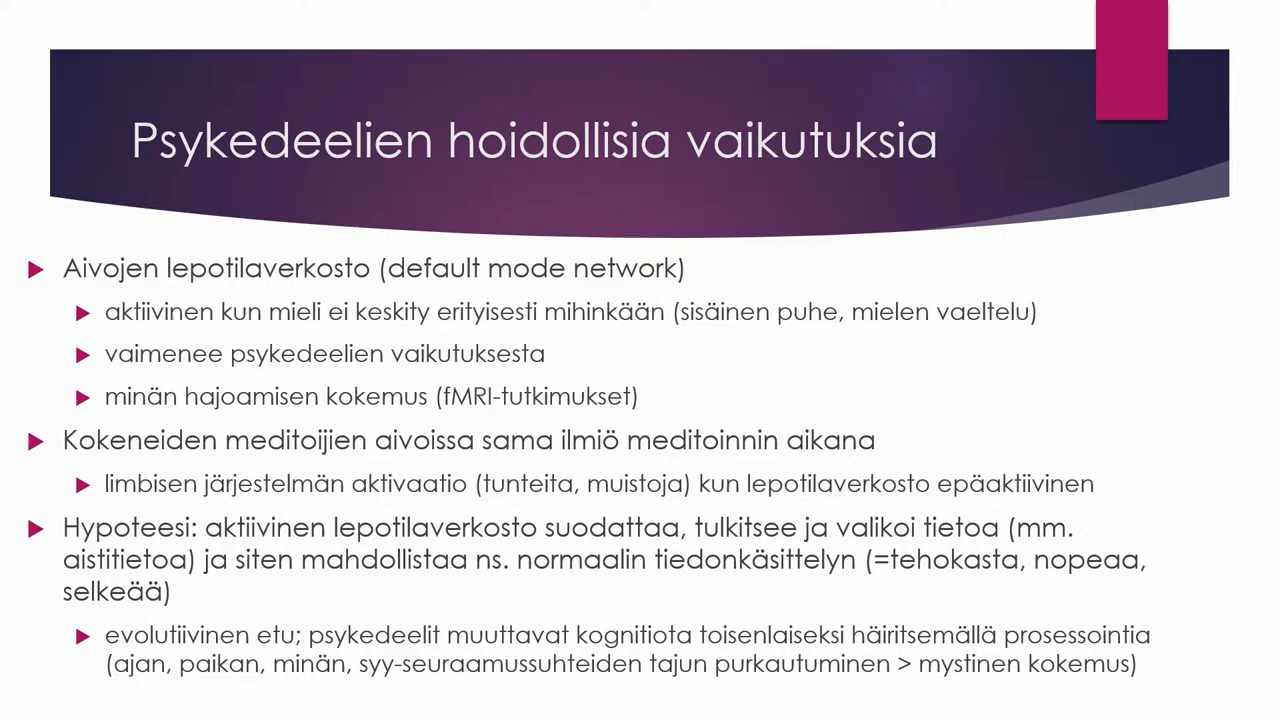 Psykedeelien hoidollisia vaikutuksia
Aivojen lepotilaverkosto (default mode network)
aktiivinen kun mieli ei keskity erityisesti mihinkään (sisäinen puhe, mielen vaeltelu)
vaimenee psykedeelien vaikutuksesta
minän hajoamisen kokemus (fMRI-tutkimukset)
Kokeneiden meditoijien aivoissa sama ilmiö meditoinnin aikana
limbisen järjestelmän aktivaatio (tunteita, muistoja) kun lepotilaverkosto epäaktiivinen
Hypoteesi: aktiivinen lepotilaverkosto suodattaa, tulkitsee ja valikoi tietoa (mm.
aistitietoa) ja siten mahdollistaa ns. normaalin tiedonkäsittelyn (=tehokasta, nopeaa,
selkeää)
evolutiivinen etu; psykedeelit muuttavat kognitiota toisenlaiseksi häiritsemällä prosessointia
(ajan, paikan, minän, syy-seuraamussuhteiden tajun purkautuminen > mystinen kokemus)